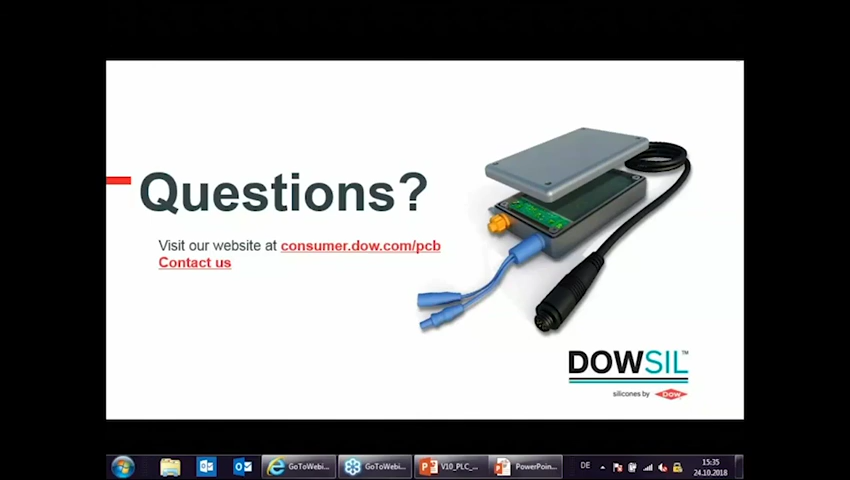 Questions?
Visit our website at consumer.dow.com/pcb
Contact us
DOWSIL™
silicones by Dow
GoToWebi...
GoToWebi...
V10_PLC_...
PowerPoin...
DE
15:35
24.10.2018